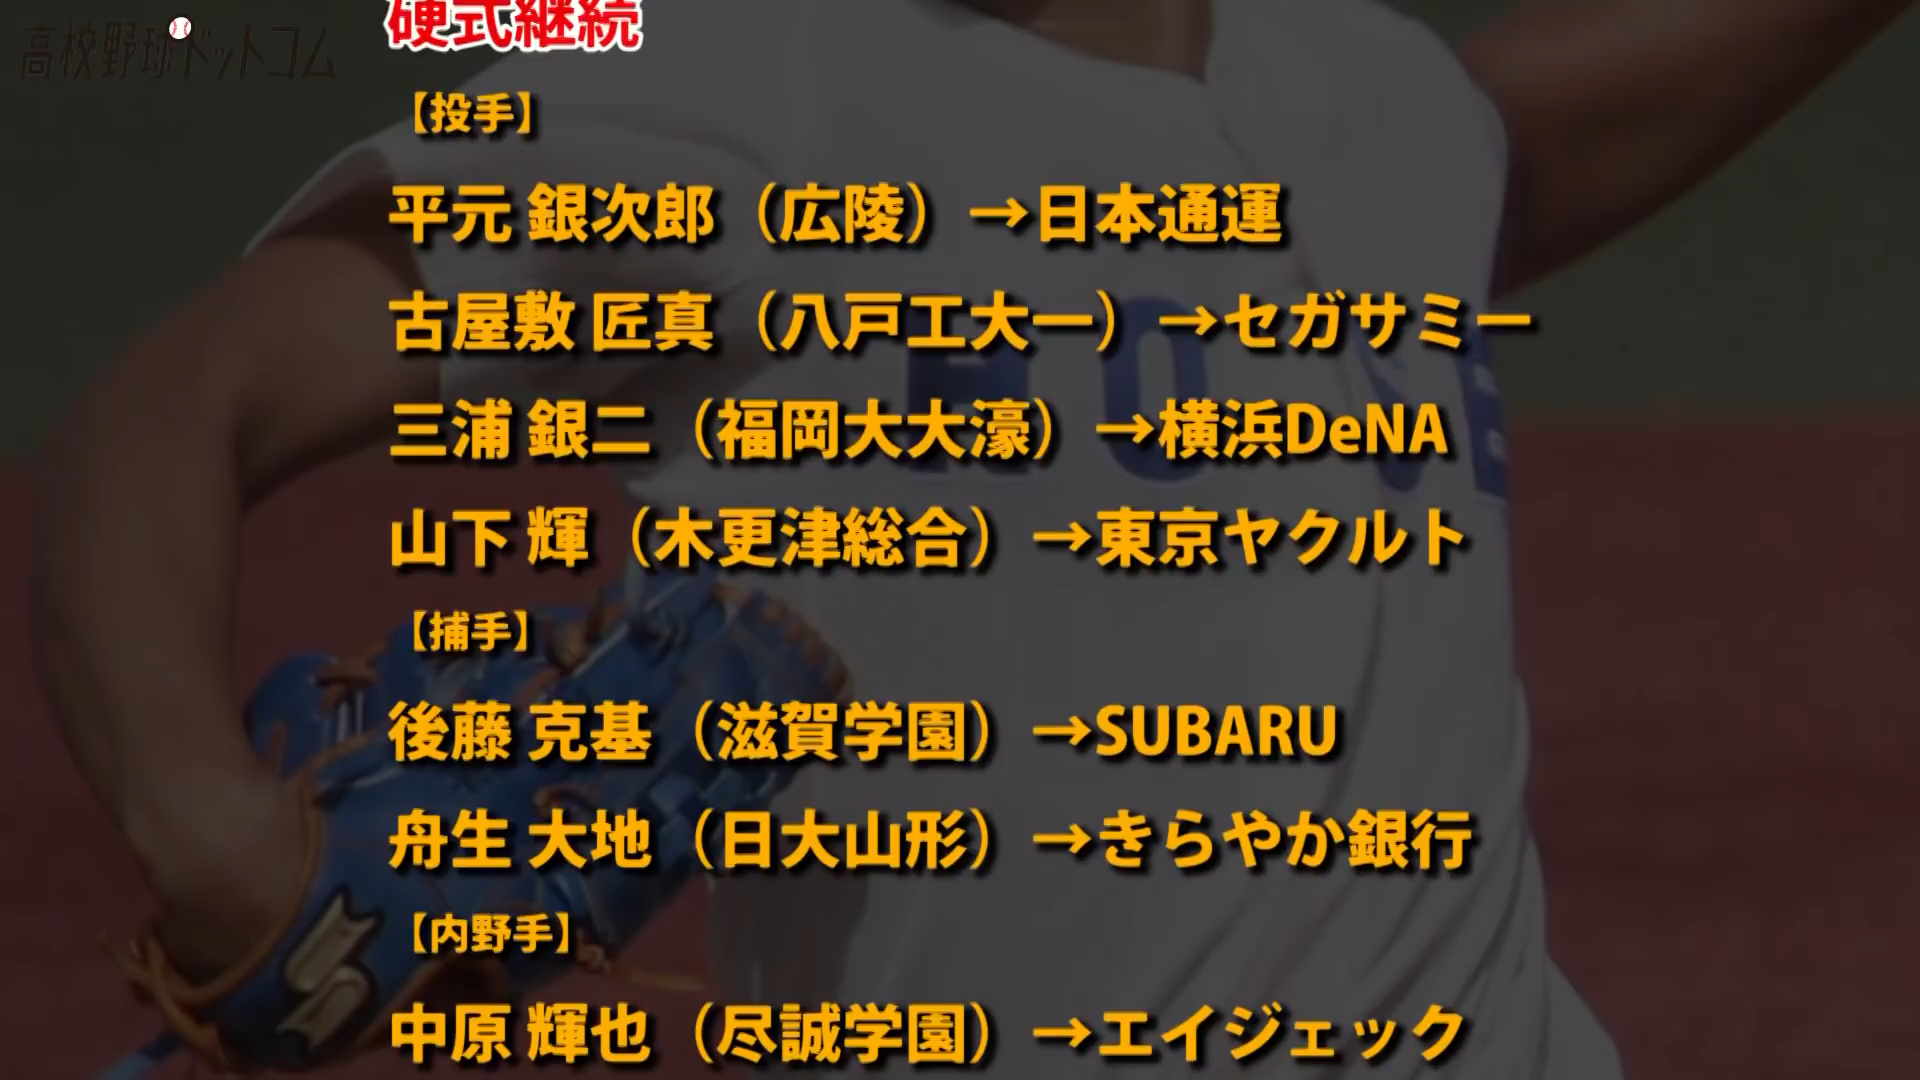 高校野球ドットコム
硬式継続
【投手】
平元 銀次郎（広陵）→日本通運
古屋敷 匠真（八戸工大一）→セガサミー
三浦 銀二（福岡大大濠）→横浜DeNA
山下 輝（木更津総合）→東京ヤクルト
【捕手】
後藤 克基（滋賀学園）→SUBARU
舟生 大地（日大山形）→きらやか銀行
【内野手】
中原 輝也（尽誠学園）→エイジェック
HOSE